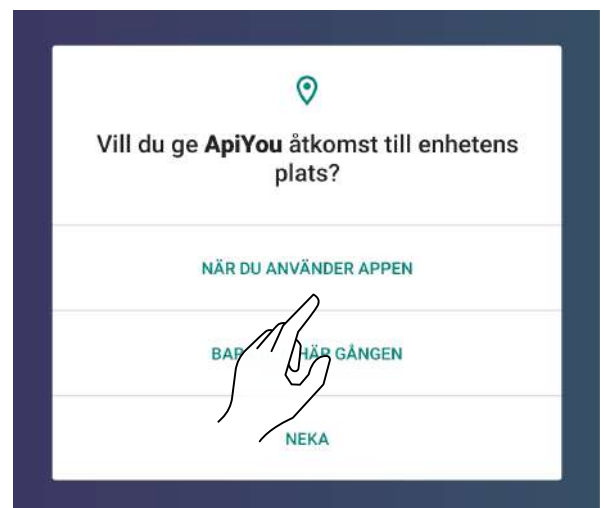 Vill du ge ApiYou åtkomst till enhetens
plats?
NÄR DU ANVÄNDER APPEN
HÄR GÅNGEN
NEKA